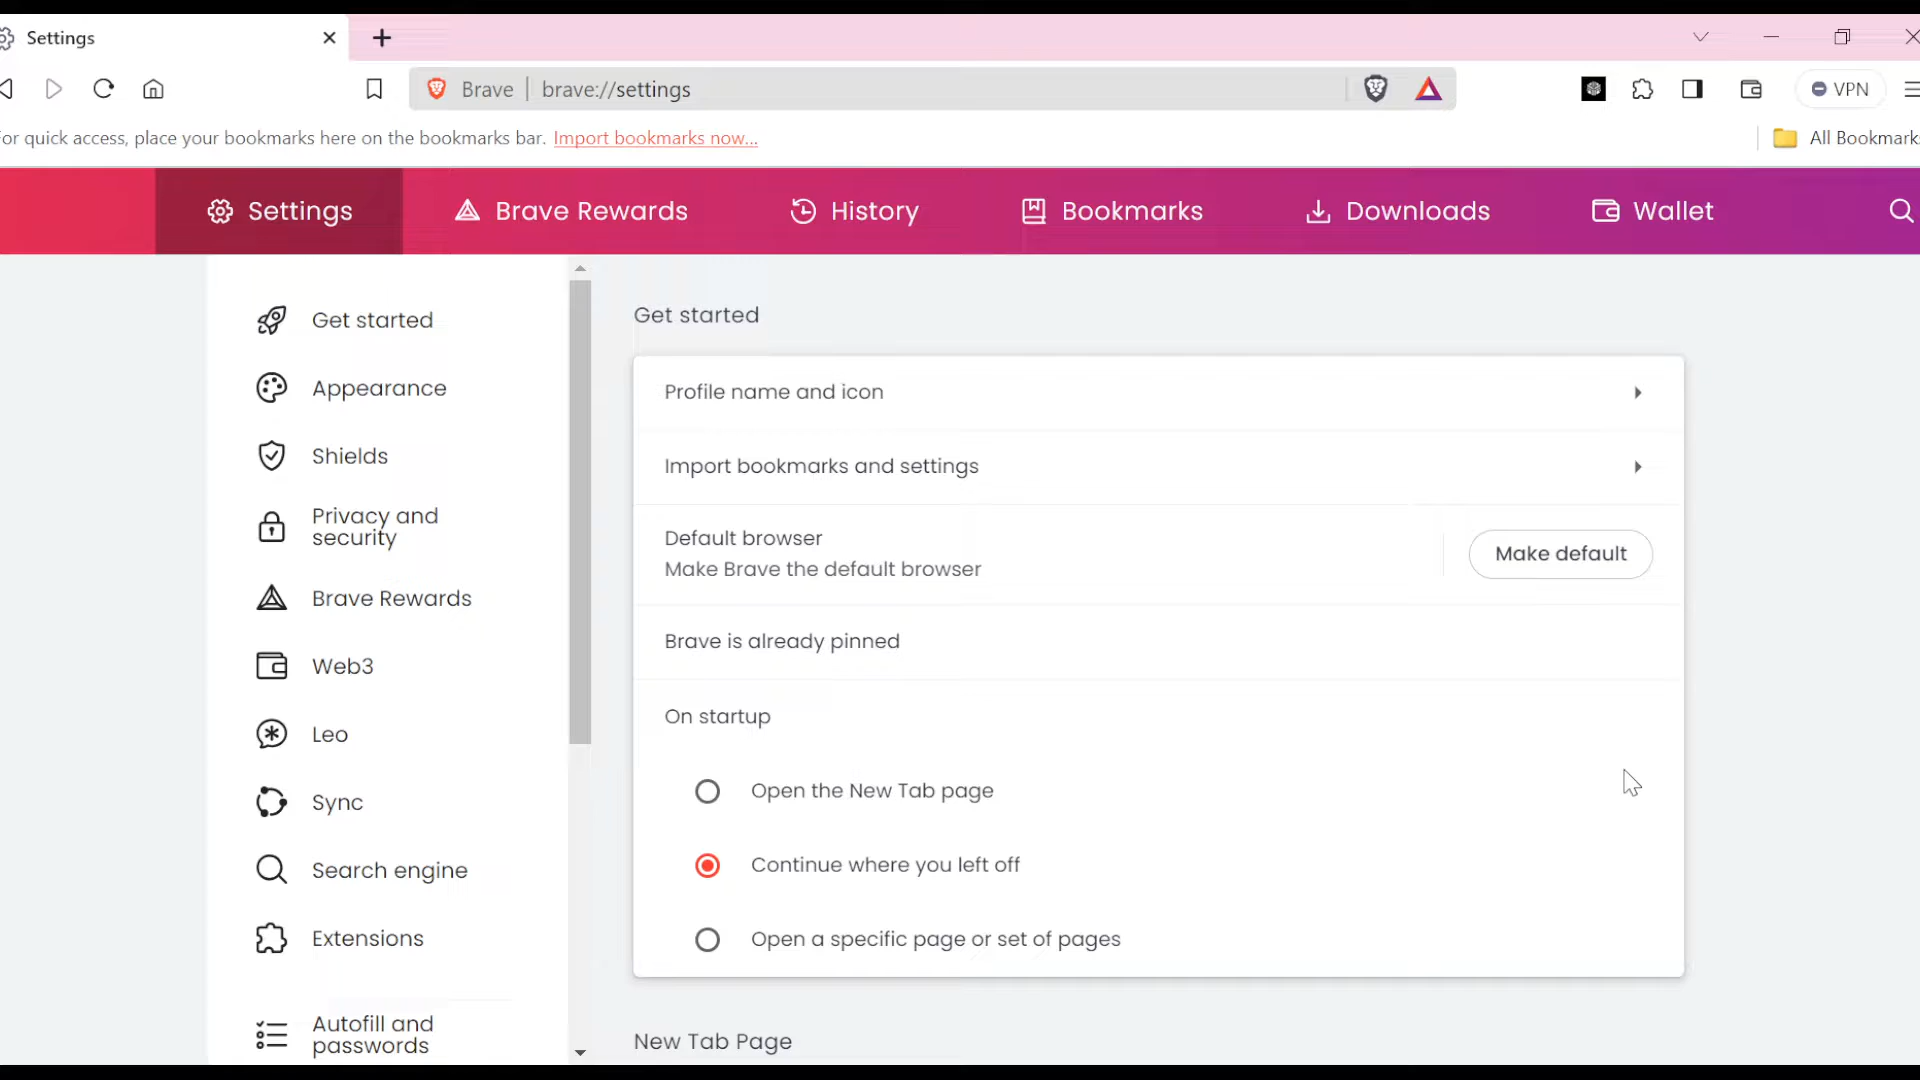 Settings
Brave | brave://settings
VPN
or quick access, place your bookmarks here on the bookmarks bar. Import bookmarks now...
All Bookmarks
Settings
Brave Rewards
History
Bookmarks
Downloads
Wallet
Get started
Appearance
Shields
Privacy and
security
Brave Rewards
Web3
Leo
Sync
Search engine
Extensions
Autofill and
passwords
Get started
Profile name and icon
Import bookmarks and settings
Default browser
Make Brave the default browser
Make default
Brave is already pinned
On startup
Open the New Tab page
Continue where you left off
Open a specific page or set of pages
New Tab Page